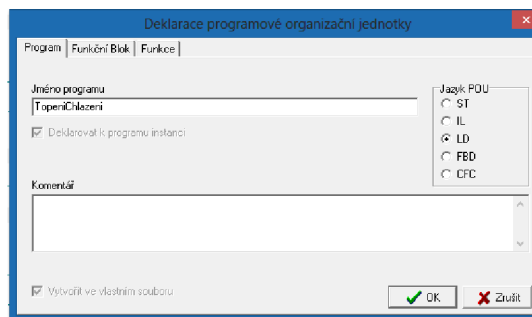 Deklarace programové organizační jednotky
Program Funkční Blok Funkce
Jméno programu
TopeniChlazeni
Deklarovat k programu instanci
Jazyk POU
ST
IL
LD
FBD
CFC
Komentář
Vytvořit ve vlastním souboru
OK
Zrušit